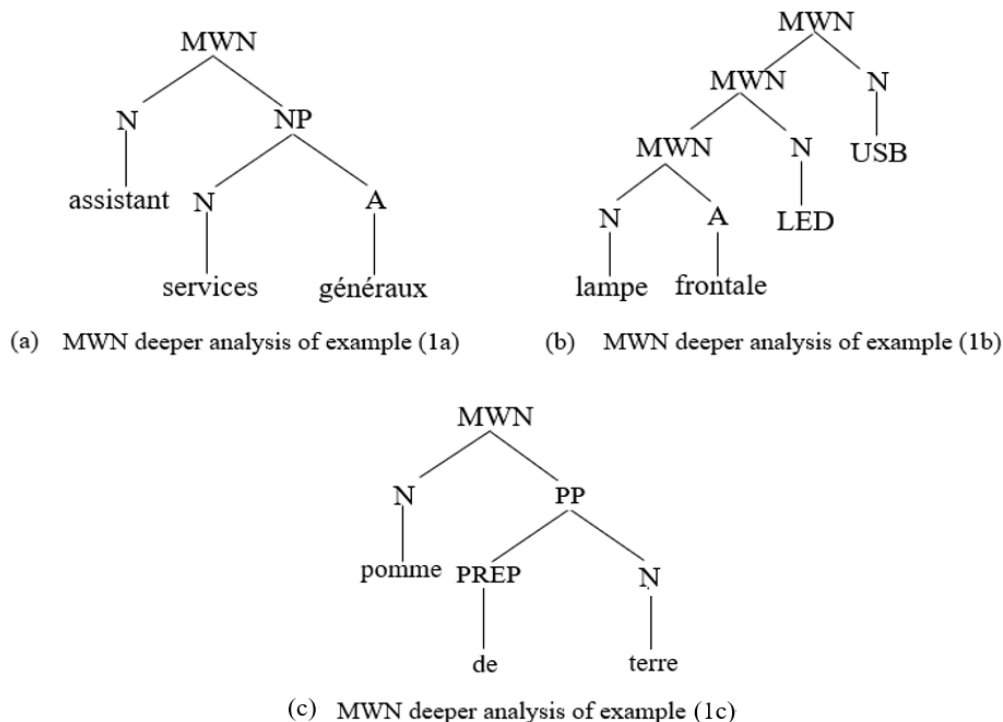 MWN
N NP
assistant N A
services généraux
(a) MWN deeper analysis of example (1a)
MWN
MWN N
MWN N USB
N A LED
lampe frontale
(b) MWN deeper analysis of example (1b)
MWN
N PP
pomme PREP N
de terre
(c) MWN deeper analysis of example (1c)